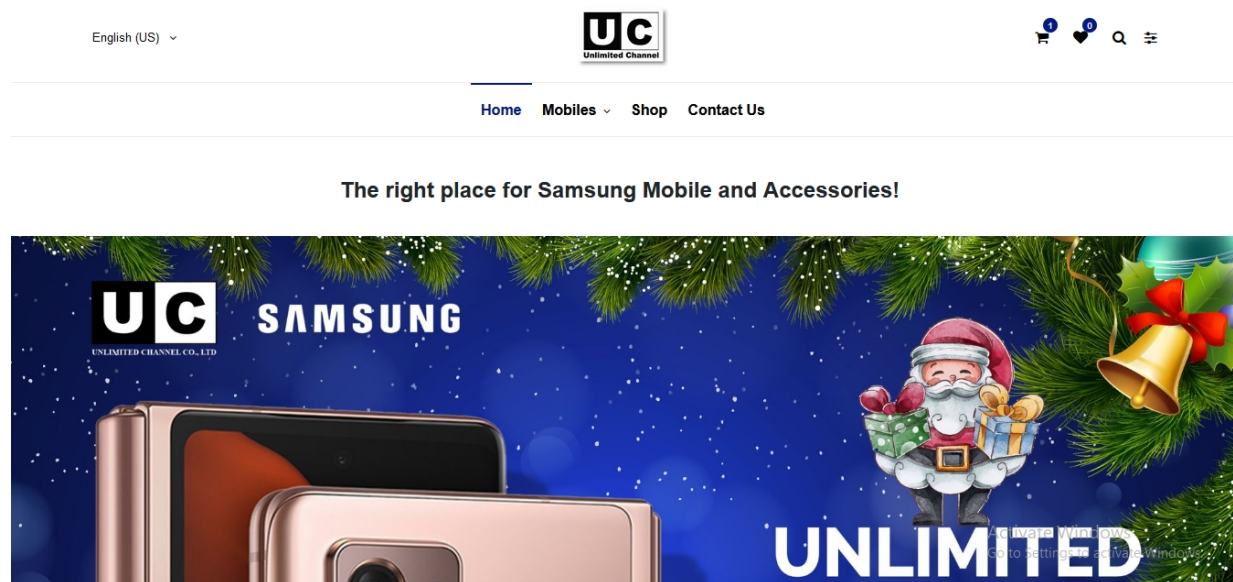 English (US)
UC
Unlimited Channel
1
0
Home Mobiles Shop Contact Us
The right place for Samsung Mobile and Accessories!
UC
UNLIMITED CHANNEL CO., LTD
SAMSUNG
UNLIMITED
Activate Windows
Go to Settings to activate Windows.